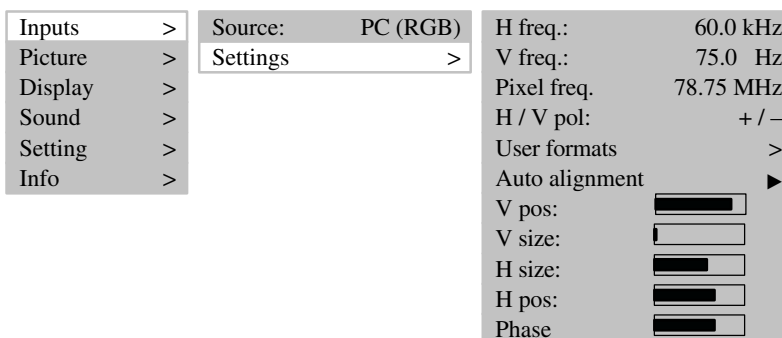 Inputs >
Picture >
Display >
Sound >
Setting >
Info >
Source: PC (RGB)
Settings >
H freq.: 60.0 kHz
V freq.: 75.0 Hz
Pixel freq. 78.75 MHz
H / V pol: + / –
User formats >
Auto alignment ▶
V pos:
V size:
H size:
H pos:
Phase